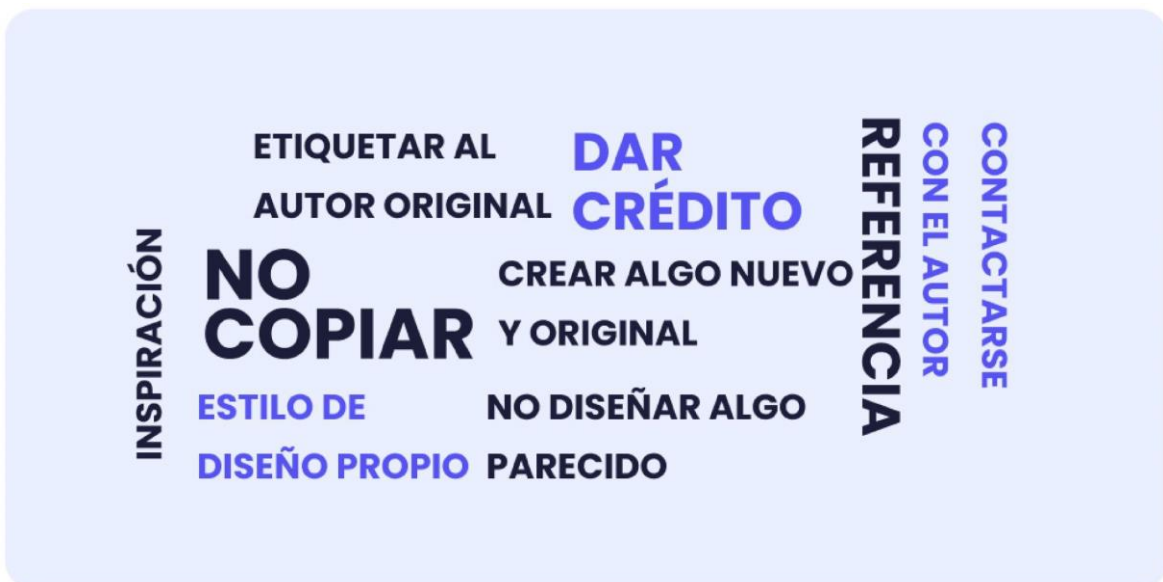 INSPIRACIÓN
ETIQUETAR AL
AUTOR ORIGINAL
DAR
CRÉDITO
NO
COPIAR
CREAR ALGO NUEVO
Y ORIGINAL
ESTILO DE
DISEÑO PROPIO
NO DISEÑAR ALGO
PARECIDO
REFERENCIA
CONTACTARSE
CON EL AUTOR